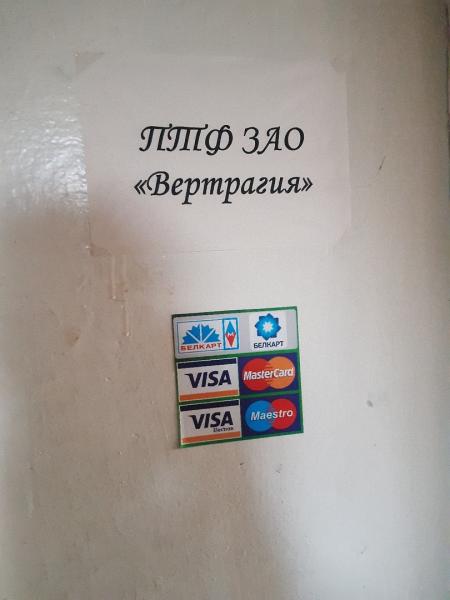 ПТФ ЗАО
«Вертрагия»
БЕЛКАРТ БЕЛКАРТ
VISA MasterCard
VISA Maestro
Electron